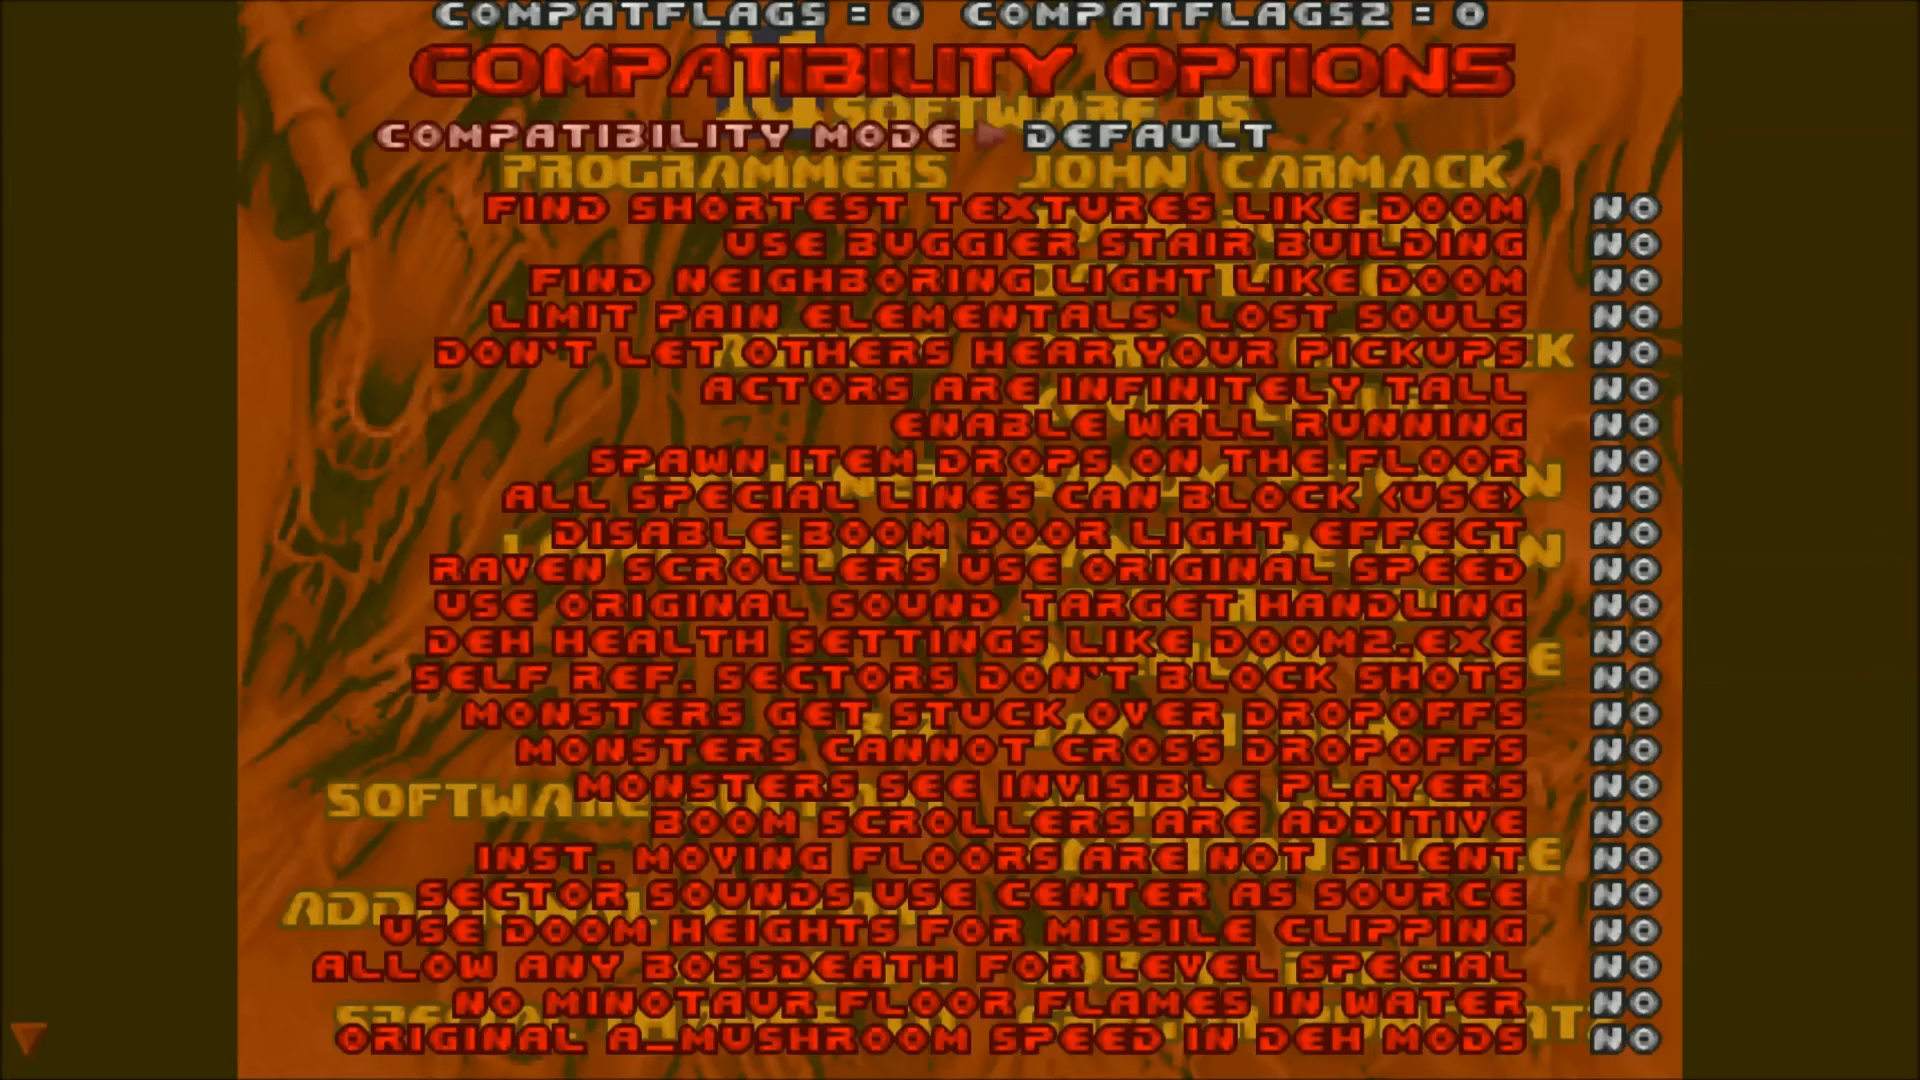 COMPATFLAGS = 0 COMPATFLAGS2 = 0
COMPATIBILITY OPTIONS
id SOFTWARE IS
COMPATIBILITY MODE DEFAULT
PROGRAMMERS JOHN CARMACK
FIND SHORTEST TEXTURES LIKE DOOM NO
USE BUGGIER STAIR BUILDING NO
FIND NEIGHBORING LIGHT LIKE DOOM NO
LIMIT PAIN ELEMENTALS' LOST SOULS NO
DON'T LET OTHERS HEAR YOUR PICKUPS NO
ACTORS ARE INFINITELY TALL NO
ENABLE WALL RUNNING NO
SPAWN ITEM DROPS ON THE FLOOR NO
ALL SPECIAL LINES CAN BLOCK <USE> NO
DISABLE BOOM DOOR LIGHT EFFECT NO
RAVEN SCROLLERS USE ORIGINAL SPEED NO
USE ORIGINAL SOUND TARGET HANDLING NO
DEH HEALTH SETTINGS LIKE DOOM2.EXE NO
SELF REF. SECTORS DON'T BLOCK SHOTS NO
MONSTERS GET STUCK OVER DROPOFFS NO
MONSTERS CANNOT CROSS DROPOFFS NO
MONSTERS SEE INVISIBLE PLAYERS NO
SOFTWARE
BOOM SCROLLERS ARE ADDITIVE NO
INST. MOVING FLOORS ARE NOT SILENT NO
SECTOR SOUNDS USE CENTER AS SOURCE NO
USE DOOM HEIGHTS FOR MISSILE CLIPPING NO
ALLOW ANY BOSSDEATH FOR LEVEL SPECIAL NO
NO MINOTAUR FLOOR FLAMES IN WATER NO
ORIGINAL A_MUSHROOM SPEED IN DEH MODS NO